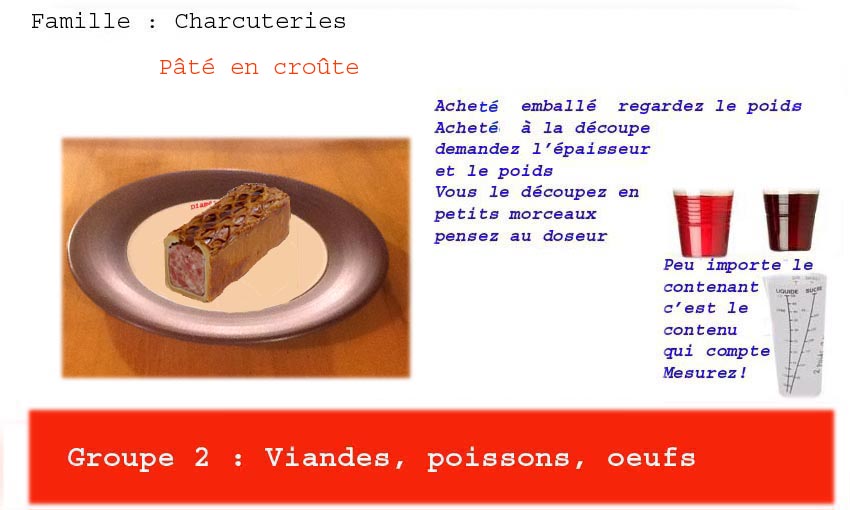 Famille : Charcuteries
Pâté en croûte
Acheté emballé regardez le poids
Acheté à la découpe
demandez l'épaisseur
et le poids
Vous le découpez en
petits morceaux
pensez au doseur
Peu importe le
contenant
c'est le
contenu
qui compte
Mesurez!
LIQUIDE SUCRE
Groupe 2 : Viandes, poissons, oeufs